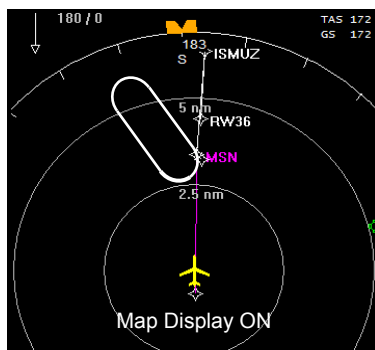 180 / 0
TAS 172
GS 172
183
S
ISMUZ
5 nm
RW36
MSN
2.5 nm
Map Display ON